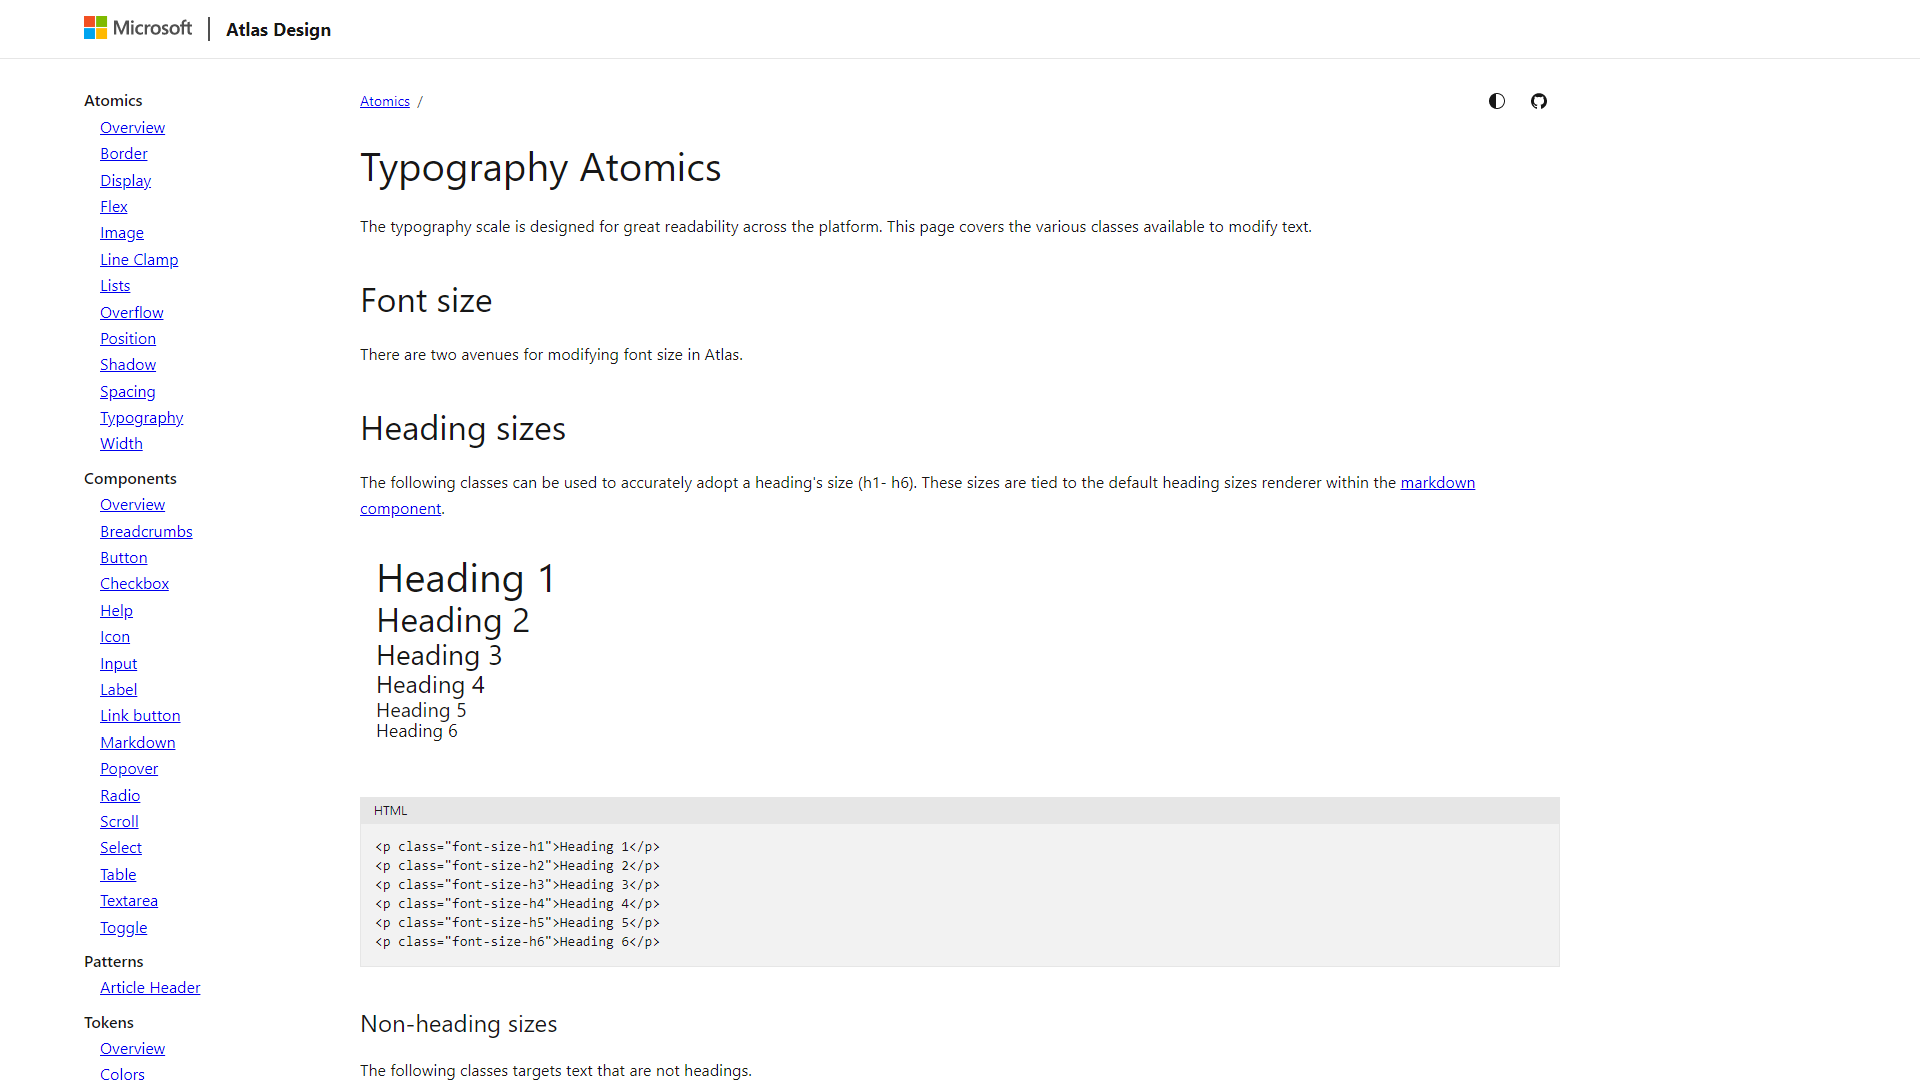 Microsoft
Atlas Design
Atomics
Overview
Border
Display
Flex
Image
Line Clamp
Lists
Overflow
Position
Shadow
Spacing
Typography
Width
Components
Overview
Breadcrumbs
Button
Checkbox
Help
Icon
Input
Label
Link button
Markdown
Popover
Radio
Scroll
Select
Table
Textarea
Toggle
Patterns
Article Header
Tokens
Overview
Colors
Atomics /
Typography Atomics
The typography scale is designed for great readability across the platform. This page covers the various classes available to modify text.
Font size
There are two avenues for modifying font size in Atlas.
Heading sizes
The following classes can be used to accurately adopt a heading's size (h1- h6). These sizes are tied to the default heading sizes renderer within the markdown
component.
Heading 1
Heading 2
Heading 3
Heading 4
Heading 5
Heading 6
HTML
<p class="font-size-h1">Heading 1</p>
<p class="font-size-h2">Heading 2</p>
<p class="font-size-h3">Heading 3</p>
<p class="font-size-h4">Heading 4</p>
<p class="font-size-h5">Heading 5</p>
<p class="font-size-h6">Heading 6</p>
Non-heading sizes
The following classes targets text that are not headings.